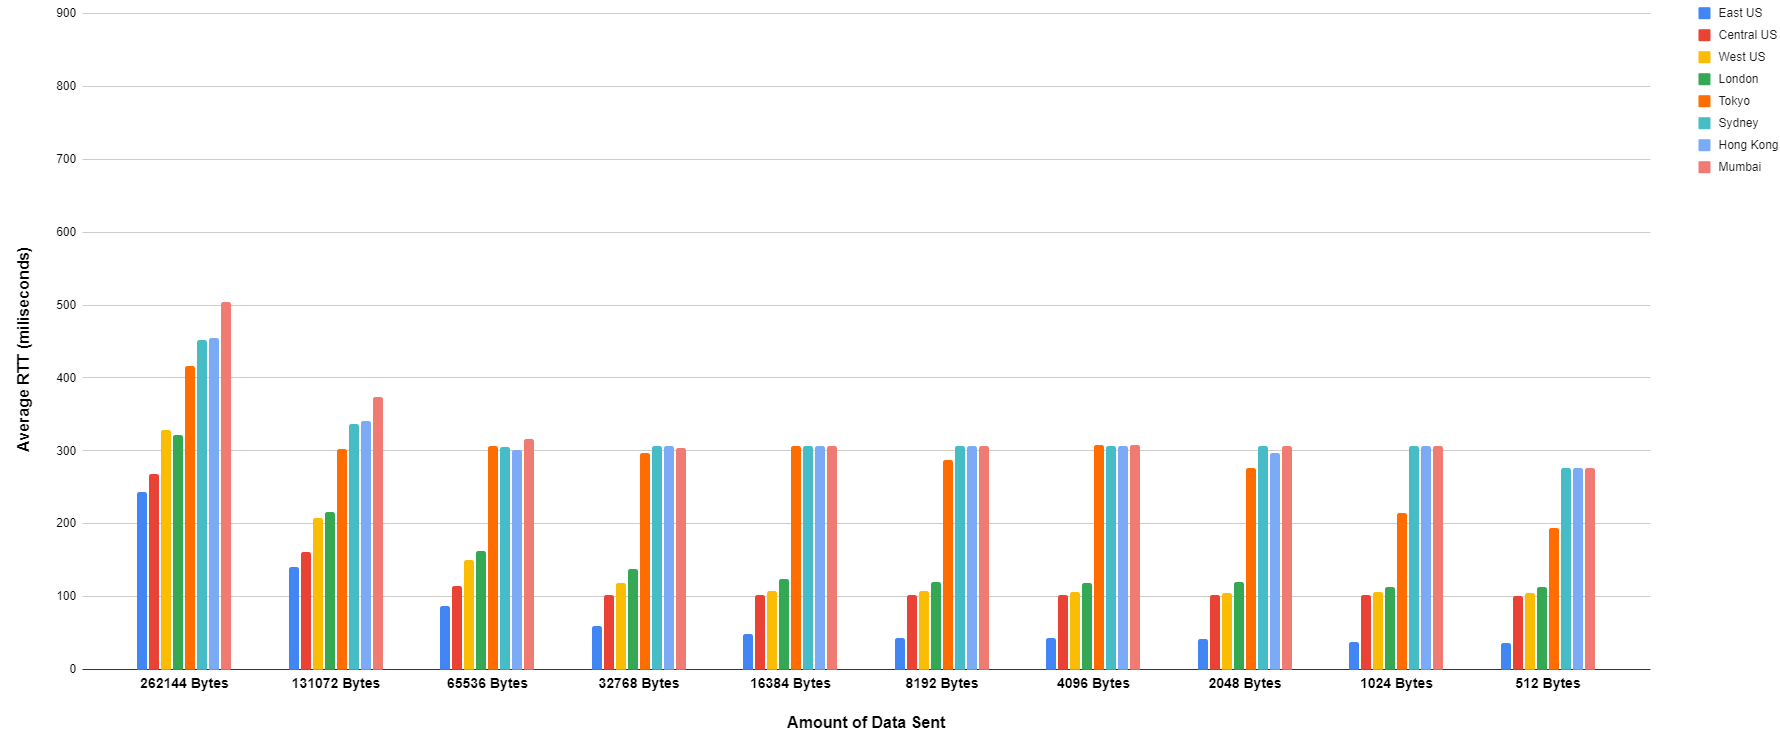 900
800
700
600
500
400
300
200
100
0
Average RTT (miliseconds)
262144 Bytes
131072 Bytes
65536 Bytes
32768 Bytes
16384 Bytes
8192 Bytes
4096 Bytes
2048 Bytes
1024 Bytes
512 Bytes
Amount of Data Sent
East US
Central US
West US
London
Tokyo
Sydney
Hong Kong
Mumbai